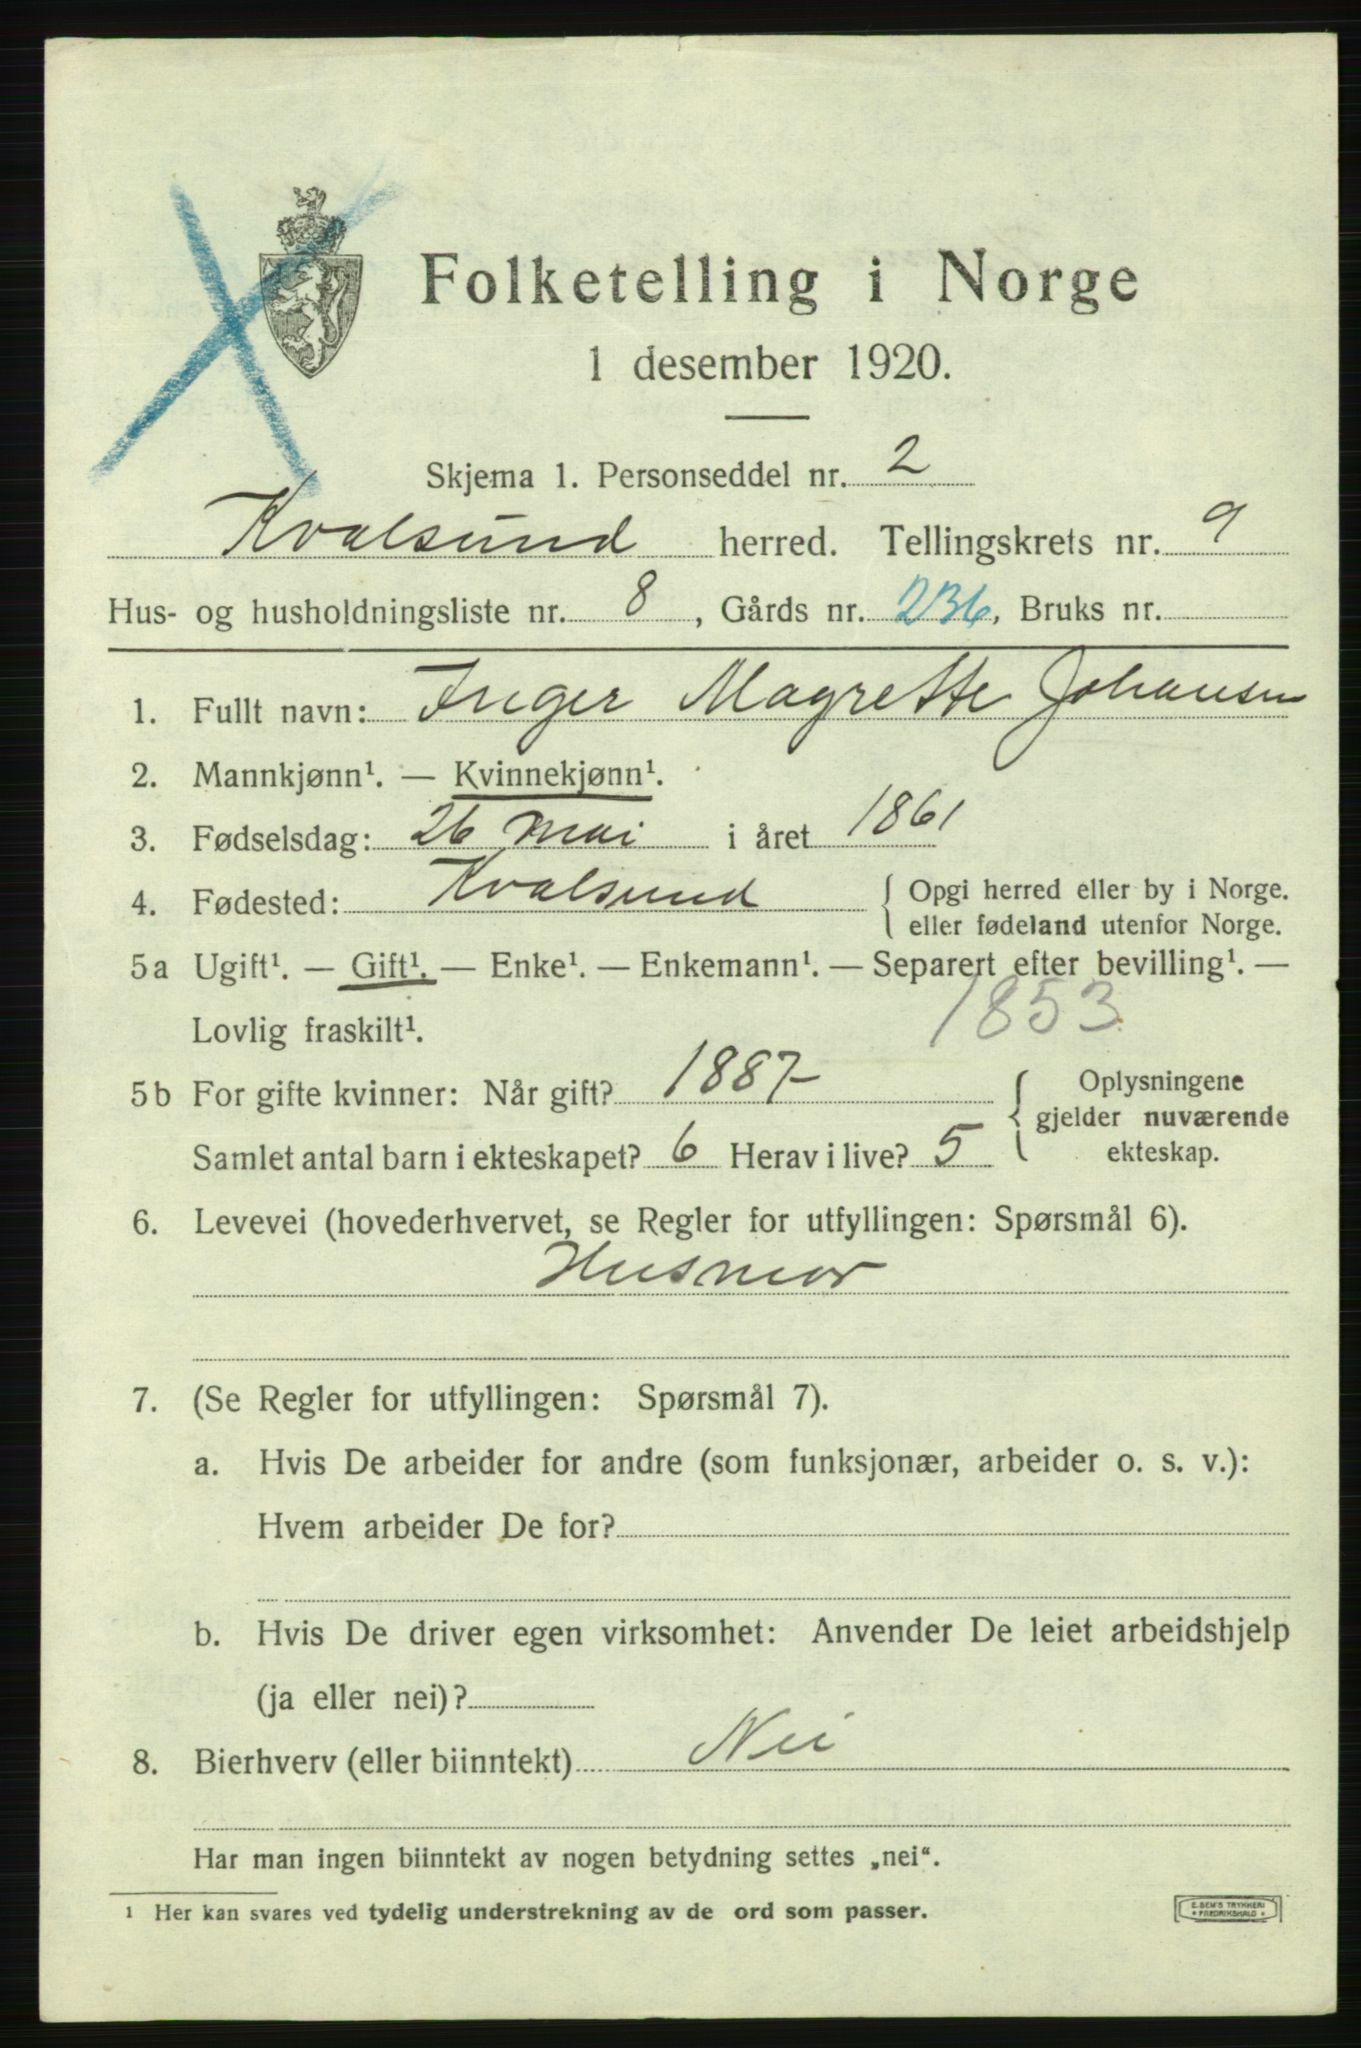 Folketelling i Norge
1 desember 1920.
Skjema 1. Personseddel nr. 2
Kvalsund herred. Tellingskrets nr. 9
Hus- og husholdningsliste nr. 8, Gårds nr. 236, Bruks nr.
1. Fullt navn: Inger Magrette Johansen
2. Mannkjønn¹. — Kvinnekjønn¹.
3. Fødselsdag: 26 mai i året 1861
4. Fødested: Kvalsund { Opgi herred eller by i Norge.
eller fødeland utenfor Norge.
5a Ugift¹. — Gift¹. — Enke¹. — Enkemann¹. — Separert efter bevilling¹. —
Lovlig fraskilt¹. 1853
5b For gifte kvinner: Når gift? 1887 { Oplysningene
gjelder nuværende
Samlet antal barn i ekteskapet? 6 Herav i live? 5 ekteskap.
6. Levevei (hovederhvervet, se Regler for utfyllingen: Spørsmål 6).
Husmor
7. (Se Regler for utfyllingen: Spørsmål 7).
a. Hvis De arbeider for andre (som funksjonær, arbeider o. s. v.):
Hvem arbeider De for?
b. Hvis De driver egen virksomhet: Anvender De leiet arbeidshjelp
(ja eller nei)?
8. Bierhverv (eller biinntekt) Nei
Har man ingen biinntekt av nogen betydning settes „nei".
¹ Her kan svares ved tydelig understrekning av de ord som passer.
E. SEM'S TRYKKERI
FREDRIKSHALD